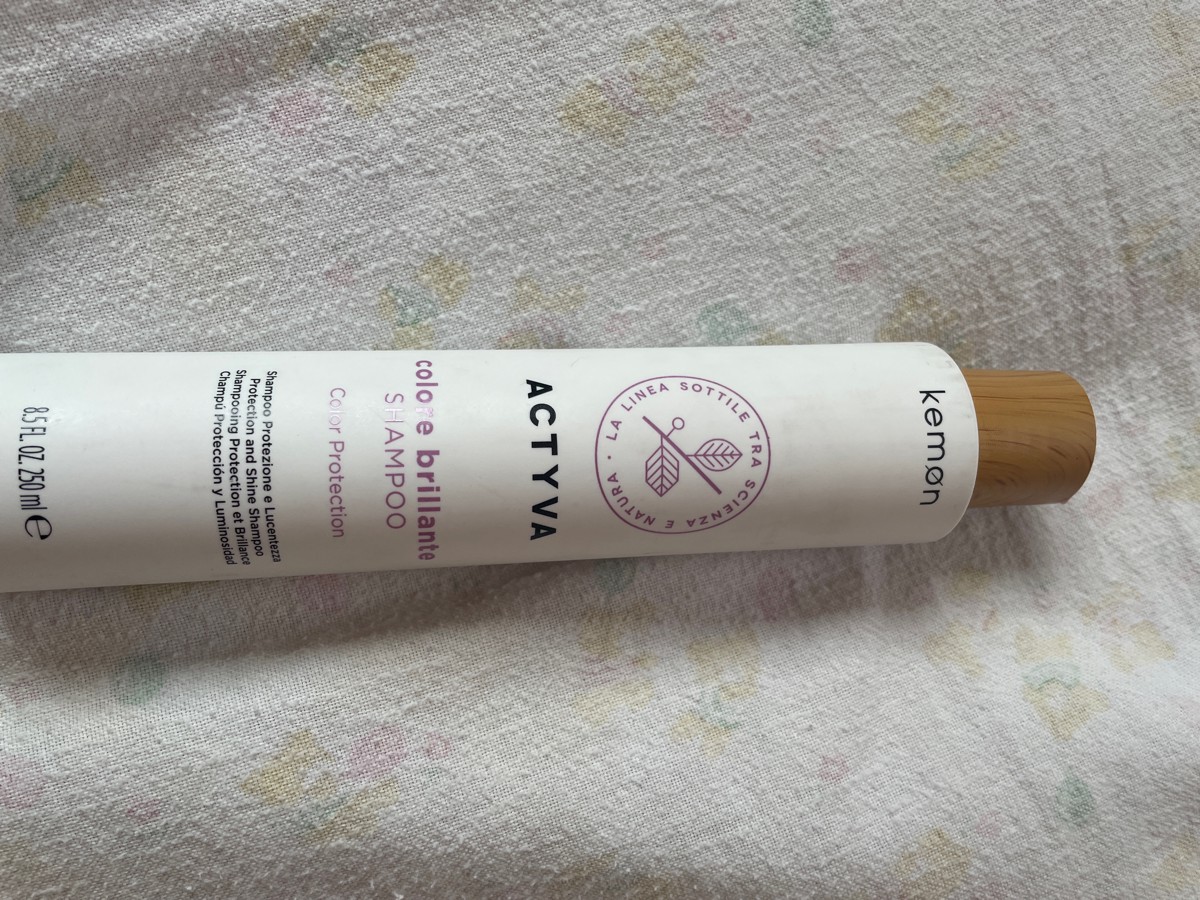 kemøn
LA LINEA SOTTILE TRA SCIENZA E NATURA ·
ACTYVA
colore brillante
SHAMPOO
Color Protection
Shampoo Protezione e Lucentezza
Protection and Shine Shampoo
Shampooing Protection et Brillance
Champú Protección y Luminosidad
8.5 FL. OZ. 250 ml e